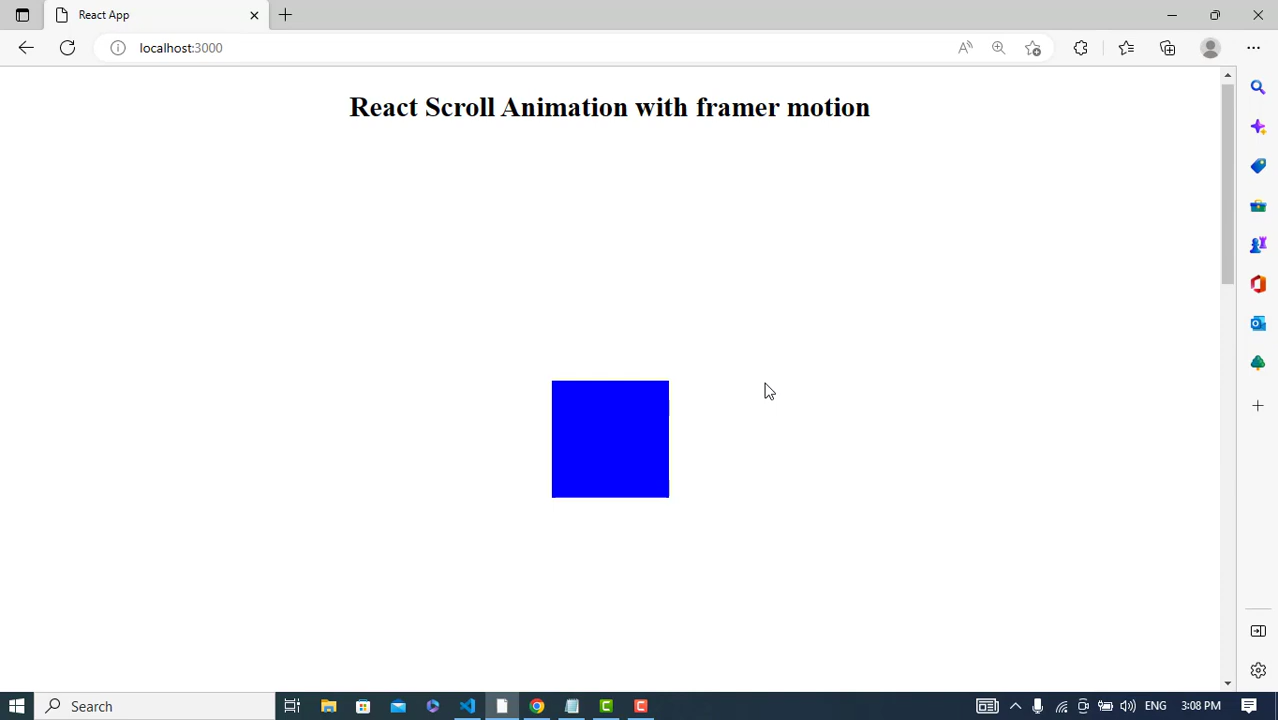 React App
localhost:3000
React Scroll Animation with framer motion
Search
ENG
3:08 PM